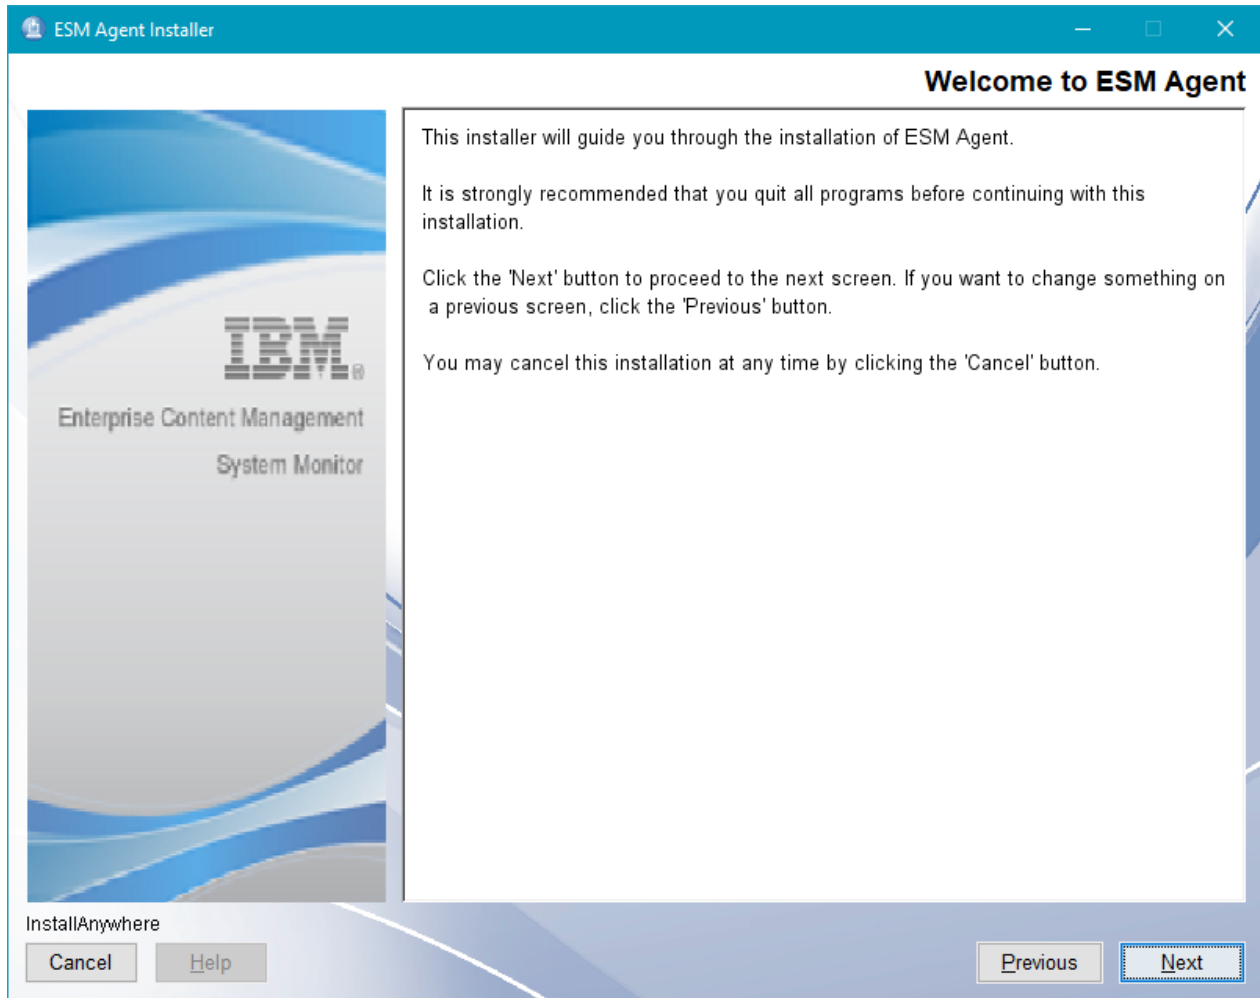 ESM Agent Installer
Welcome to ESM Agent
This installer will guide you through the installation of ESM Agent.
It is strongly recommended that you quit all programs before continuing with this
installation.
Click the 'Next' button to proceed to the next screen. If you want to change something on
a previous screen, click the 'Previous' button.
You may cancel this installation at any time by clicking the 'Cancel' button.
IBM®
Enterprise Content Management
System Monitor
InstallAnywhere
Cancel
Help
Previous
Next